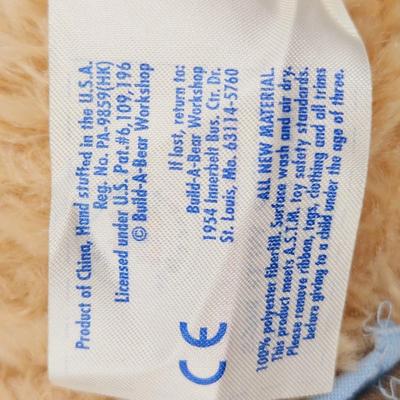 Product of China, Hand stuffed in the U.S.A.
Reg. No. PA-9859(HK)
Licensed under U.S. Pat.#6,109,196
© Build-A-Bear Workshop
If lost, return to:
Build-A-Bear Workshop
1954 Innerbelt Bus. Ctr. Dr.
St. Louis, Mo. 63114-5760
ALL NEW MATERIAL
100% polyester fiberfill, Surface wash and air dry.
This product meets A.S.T.M. toy safety standards.
Please remove ribbon, tags, clothing and all trims
before giving to a child under the age of three.
CE